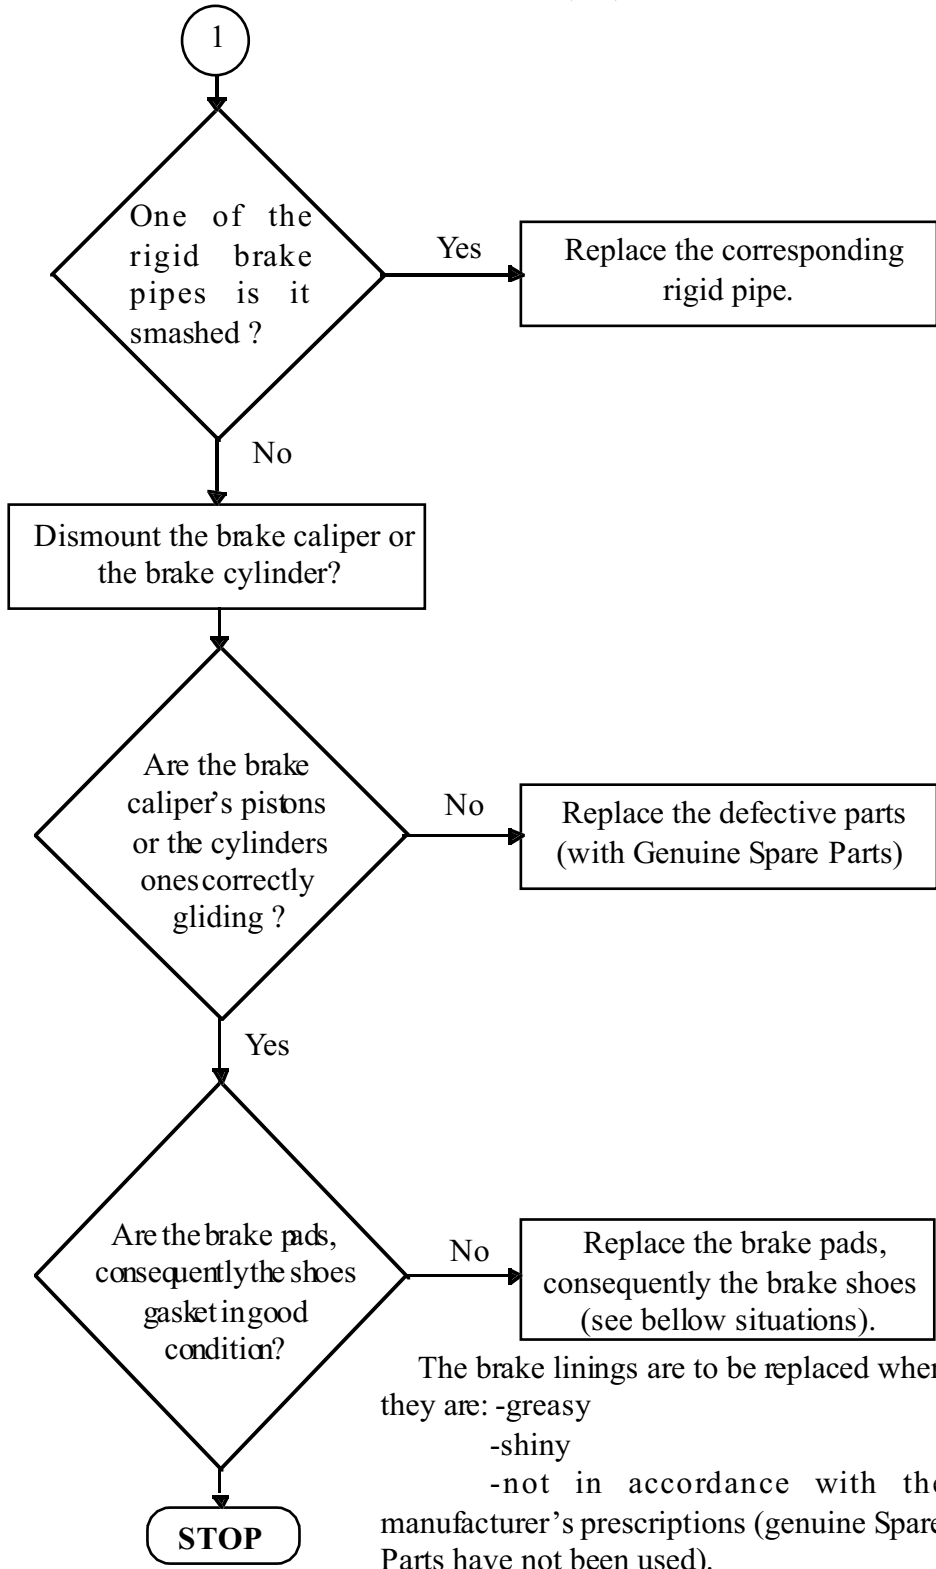 1
One of the
rigid brake
pipes is it
smashed ?
Yes
Replace the corresponding
rigid pipe.
No
Dismount the brake caliper or
the brake cylinder?
Are the brake
caliper's pistons
or the cylinders
ones correctly
gliding ?
No
Replace the defective parts
(with Genuine Spare Parts)
Yes
Are the brake pads,
consequently the shoes
gasket in good
condition?
No
Replace the brake pads,
consequently the brake shoes
(see bellow situations).
The brake linings are to be replaced when
they are: -greasy
-shiny
-not in accordance with the
manufacturer's prescriptions (genuine Spare
Parts have not been used).
STOP